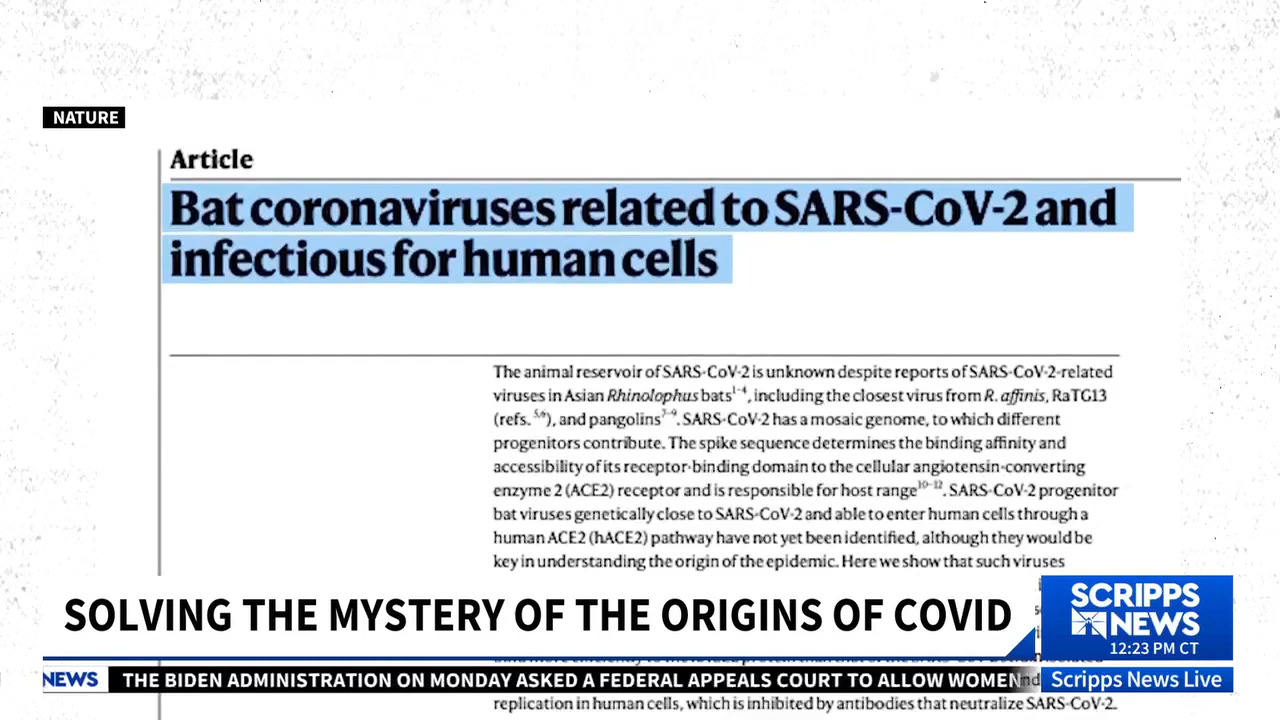 NATURE
Article
Bat coronaviruses related to SARS-CoV-2 and
infectious for human cells
The animal reservoir of SARS-CoV-2 is unknown despite reports of SARS-CoV-2-related
viruses in Asian Rhinolophus bats1–4, including the closest virus from R. affinis, RaTG13
(refs. 5,6), and pangolins7–9. SARS-CoV-2 has a mosaic genome, to which different
progenitors contribute. The spike sequence determines the binding affinity and
accessibility of its receptor-binding domain to the cellular angiotensin-converting
enzyme 2 (ACE2) receptor and is responsible for host range10–12. SARS-CoV-2 progenitor
bat viruses genetically close to SARS-CoV-2 and able to enter human cells through a
human ACE2 (hACE2) pathway have not yet been identified, although they would be
key in understanding the origin of the epidemic. Here we show that such viruses
SOLVING THE MYSTERY OF THE ORIGINS OF COVID
SCRIPPS
NEWS
12:23 PM CT
NEWS THE BIDEN ADMINISTRATION ON MONDAY ASKED A FEDERAL APPEALS COURT TO ALLOW WOMEN
Scripps News Live
replication in human cells, which is inhibited by antibodies that neutralize SARS-CoV-2.